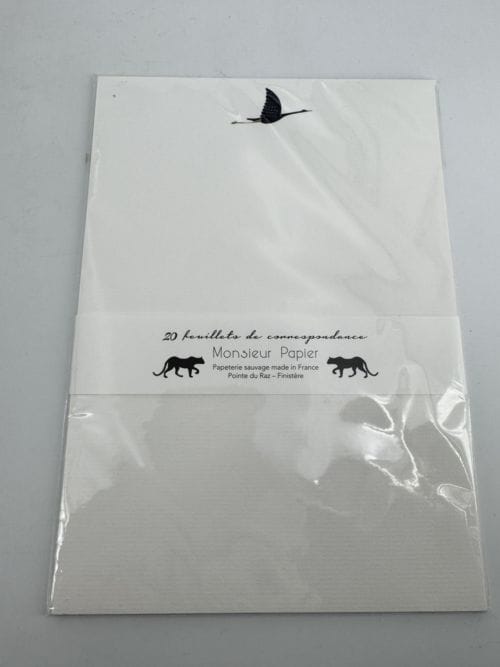 20 feuillets de correspondance
Monsieur Papier
Papeterie sauvage made in France
Pointe du Raz – Finistère